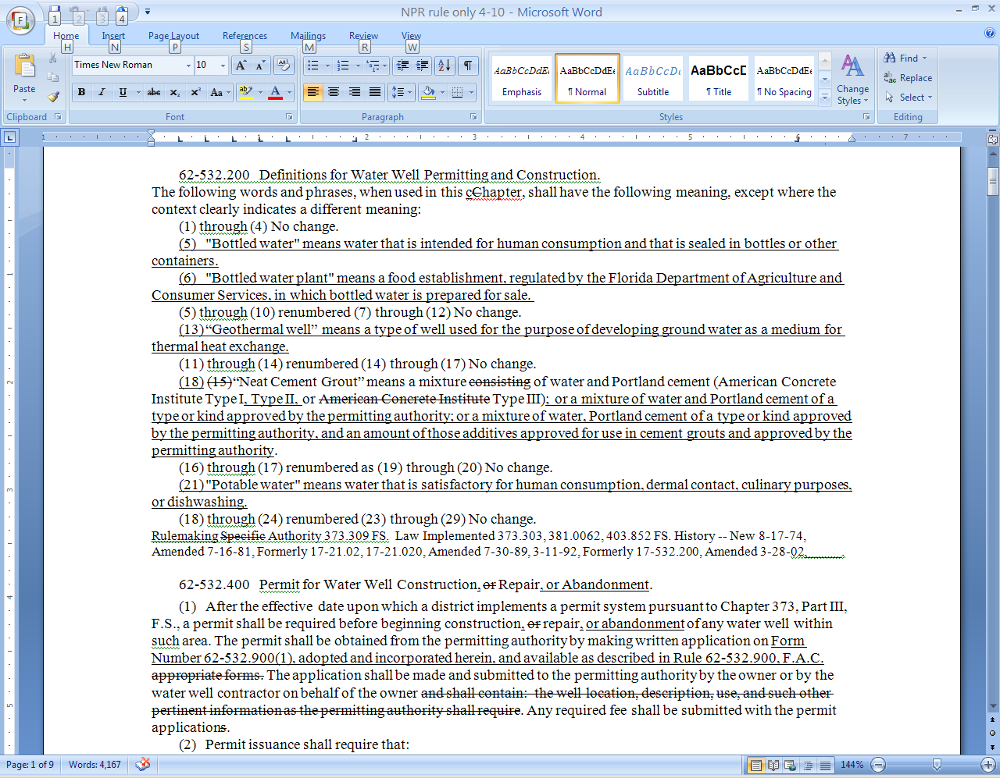 NPR rule only 4-10 - Microsoft Word
F 1 2 3 4
Home Insert Page Layout References Mailings Review View
H N P S M R W
Times New Roman 10 A A Aa
Paste B I U abc X₂ X² Aa ab A
AaBbCcDdEe AaBbCcDdEe AaBbCcDc AaBbCcD AaBbCcDdEe
Emphasis ¶ Normal Subtitle ¶ Title ¶ No Spacing
Change Styles
Find
Replace
Select
Clipboard Font Paragraph Styles Editing
1 1 2 3 4 5 6 7
62-532.200 Definitions for Water Well Permitting and Construction.
The following words and phrases, when used in this cChapter, shall have the following meaning, except where the
context clearly indicates a different meaning:
(1) through (4) No change.
(5) "Bottled water" means water that is intended for human consumption and that is sealed in bottles or other
containers.
(6) "Bottled water plant" means a food establishment, regulated by the Florida Department of Agriculture and
Consumer Services, in which bottled water is prepared for sale.
(5) through (10) renumbered (7) through (12) No change.
(13) “Geothermal well” means a type of well used for the purpose of developing ground water as a medium for
thermal heat exchange.
(11) through (14) renumbered (14) through (17) No change.
(18) (15) “Neat Cement Grout” means a mixture consisting of water and Portland cement (American Concrete
Institute Type I, Type II, or American Concrete Institute Type III); or a mixture of water and Portland cement of a
type or kind approved by the permitting authority; or a mixture of water, Portland cement of a type or kind approved
by the permitting authority, and an amount of those additives approved for use in cement grouts and approved by the
permitting authority.
(16) through (17) renumbered as (19) through (20) No change.
(21) "Potable water" means water that is satisfactory for human consumption, dermal contact, culinary purposes,
or dishwashing.
(18) through (24) renumbered (23) through (29) No change.
Rulemaking Specific Authority 373.309 FS. Law Implemented 373.303, 381.0062, 403.852 FS. History -- New 8-17-74,
Amended 7-16-81, Formerly 17-21.02, 17-21.020, Amended 7-30-89, 3-11-92, Formerly 17-532.200, Amended 3-28-02,______.
62-532.400 Permit for Water Well Construction, or Repair, or Abandonment.
(1) After the effective date upon which a district implements a permit system pursuant to Chapter 373, Part III,
F.S., a permit shall be required before beginning construction, or repair, or abandonment of any water well within
such area. The permit shall be obtained from the permitting authority by making written application on Form
Number 62-532.900(1), adopted and incorporated herein, and available as described in Rule 62-532.900, F.A.C.
appropriate forms. The application shall be made and submitted to the permitting authority by the owner or by the
water well contractor on behalf of the owner and shall contain: the well location, description, use, and such other
pertinent information as the permitting authority shall require. Any required fee shall be submitted with the permit
applications.
(2) Permit issuance shall require that:
1 2 3 4 5
Page: 1 of 9 Words: 4,167 144%